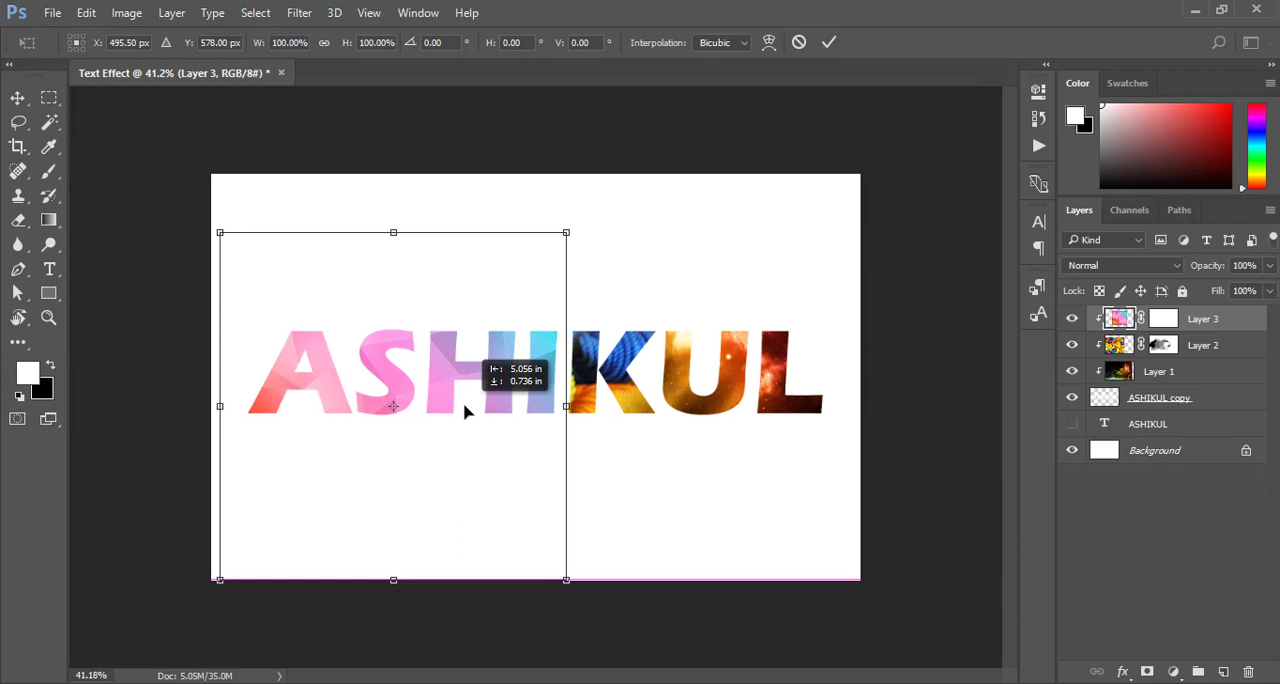 Ps File Edit Image Layer Type Select Filter 3D View Window Help
X: 495.50 px Y: 578.00 px W: 100.00% H: 100.00% 0.00 ° H: 0.00 ° V: 0.00 ° Interpolation: Bicubic
Text Effect @ 41.2% (Layer 3, RGB/8#) * ×
Color Swatches
ASHIKUL
5.056 in
0.736 in
Layers Channels Paths
Kind
Normal Opacity: 100%
Lock: Fill: 100%
Layer 3
Layer 2
Layer 1
ASHIKUL copy
T ASHIKUL
Background
fx
41.18% Doc: 5.05M/35.0M